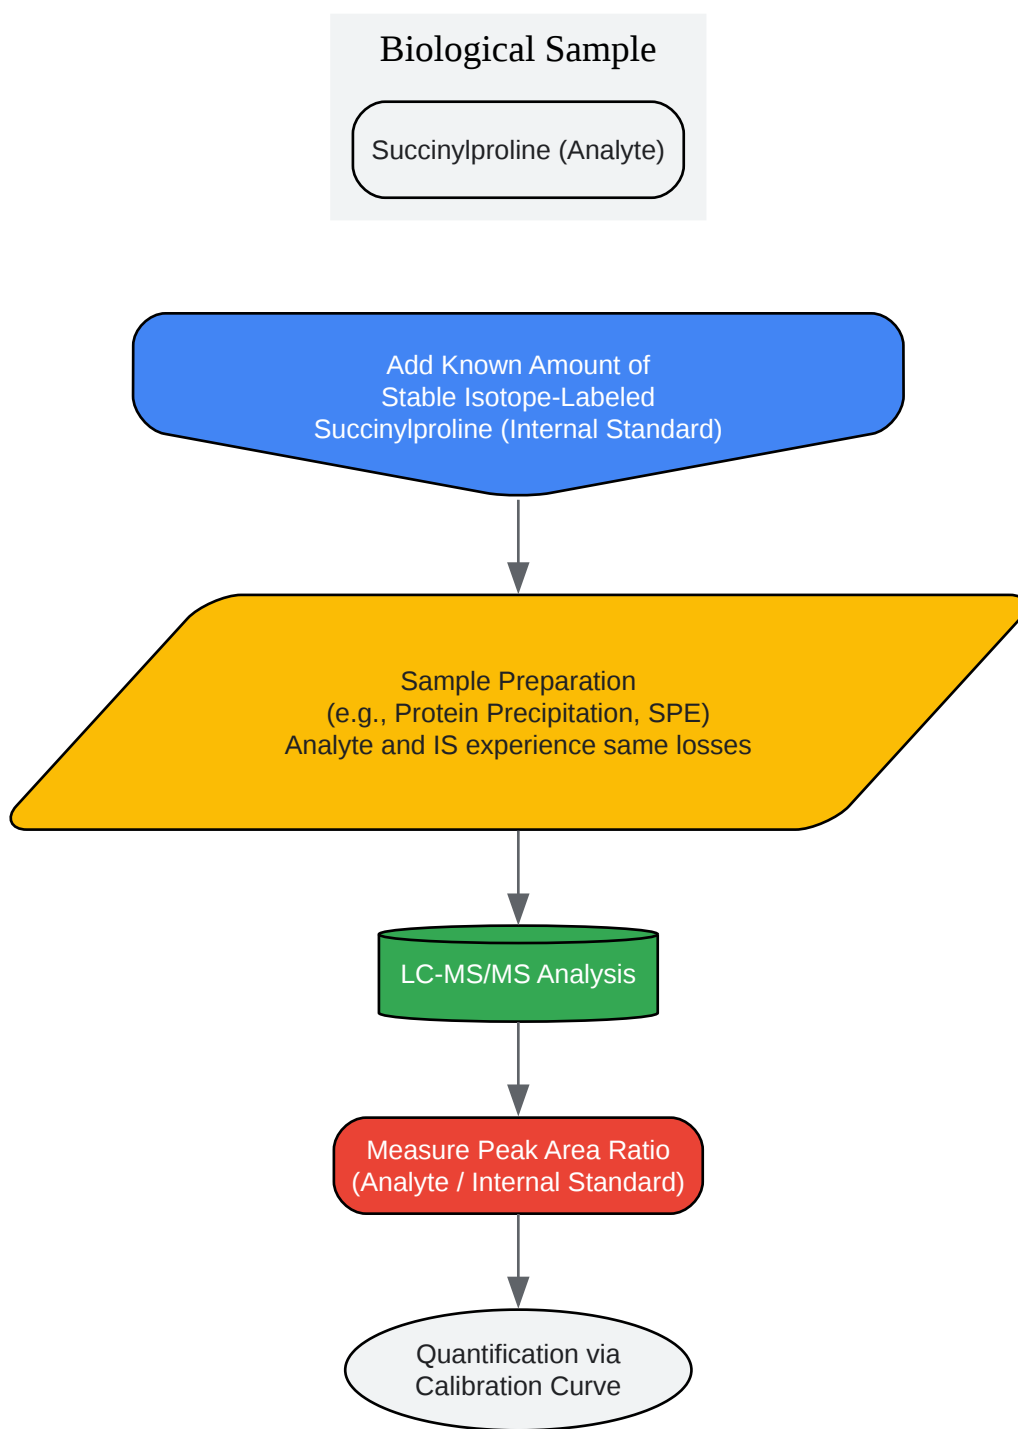 Biological Sample
Succinylproline (Analyte)
Add Known Amount of
Stable Isotope-Labeled
Succinylproline (Internal Standard)
Sample Preparation
(e.g., Protein Precipitation, SPE)
Analyte and IS experience same losses
LC-MS/MS Analysis
Measure Peak Area Ratio
(Analyte / Internal Standard)
Quantification via
Calibration Curve